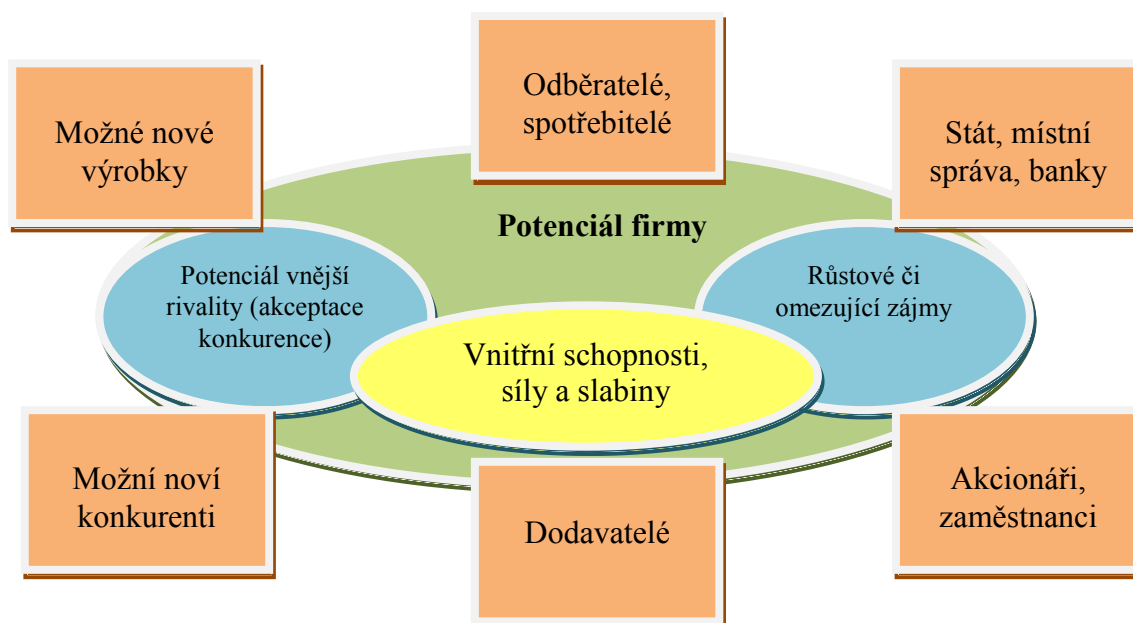 Možné nové
výrobky
Odběratelé,
spotřebitelé
Stát, místní
správa, banky
Potenciál firmy
Potenciál vnější
rivality (akceptace
konkurence)
Růstové či
omezující zájmy
Vnitřní schopnosti,
síly a slabiny
Možní noví
konkurenti
Dodavatelé
Akcionáři,
zaměstnanci